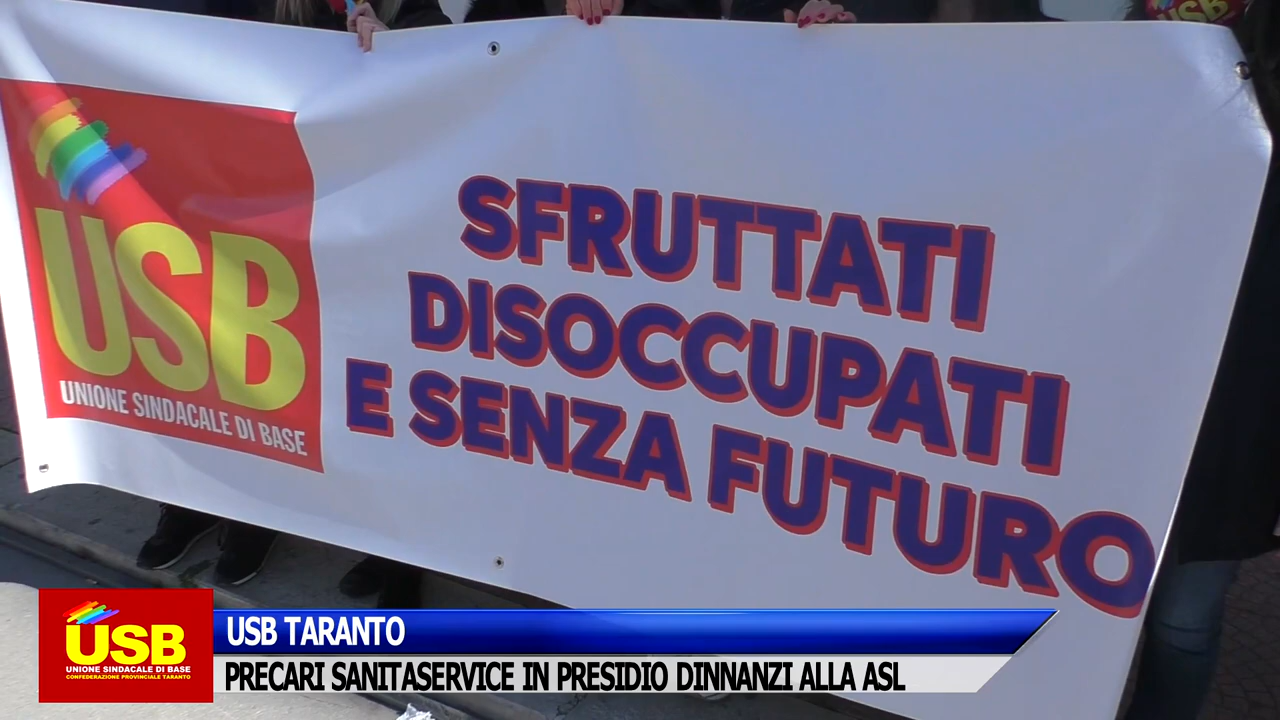 USB
USB
UNIONE SINDACALE DI BASE
SFRUTTATI
DISOCCUPATI
E SENZA FUTURO
USB
UNIONE SINDACALE DI BASE
CONFEDERAZIONE PROVINCIALE TARANTO
USB TARANTO
PRECARI SANITASERVICE IN PRESIDIO DINNANZI ALLA ASL